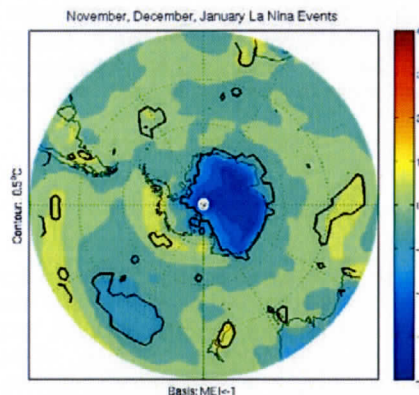 November, December, January La Nina Events
Contour: 0.5°C
Basis: MEI<-1